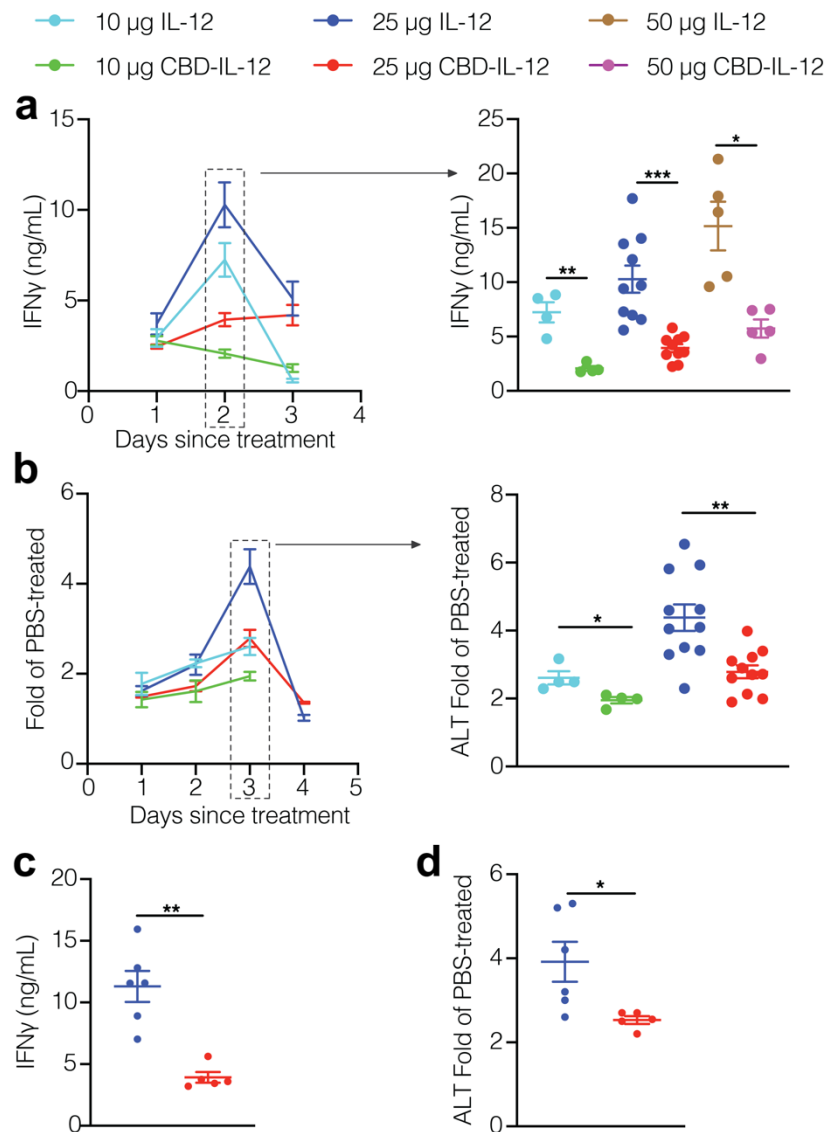 10 µg IL-12
25 µg IL-12
50 µg IL-12
10 µg CBD-IL-12
25 µg CBD-IL-12
50 µg CBD-IL-12
a
15
10
5
0
IFNγ (ng/mL)
0
1
2
3
4
Days since treatment
25
20
15
10
5
0
IFNγ (ng/mL)
**
***
*
b
6
4
2
0
Fold of PBS-treated
0
1
2
3
4
5
Days since treatment
8
6
4
2
0
ALT Fold of PBS-treated
*
**
c
20
15
10
5
0
IFNγ (ng/mL)
**
d
6
4
2
0
ALT Fold of PBS-treated
*